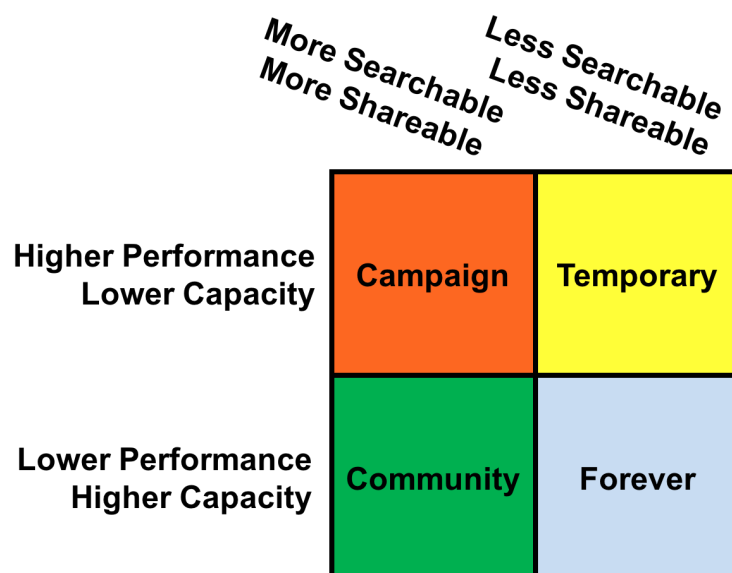 More Searchable
More Shareable
Less Searchable
Less Shareable
Higher Performance
Lower Capacity
Campaign
Temporary
Lower Performance
Higher Capacity
Community
Forever